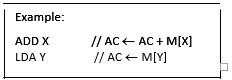 Example:
ADD X // AC ← AC + M[X]
LDA Y // AC ← M[Y]